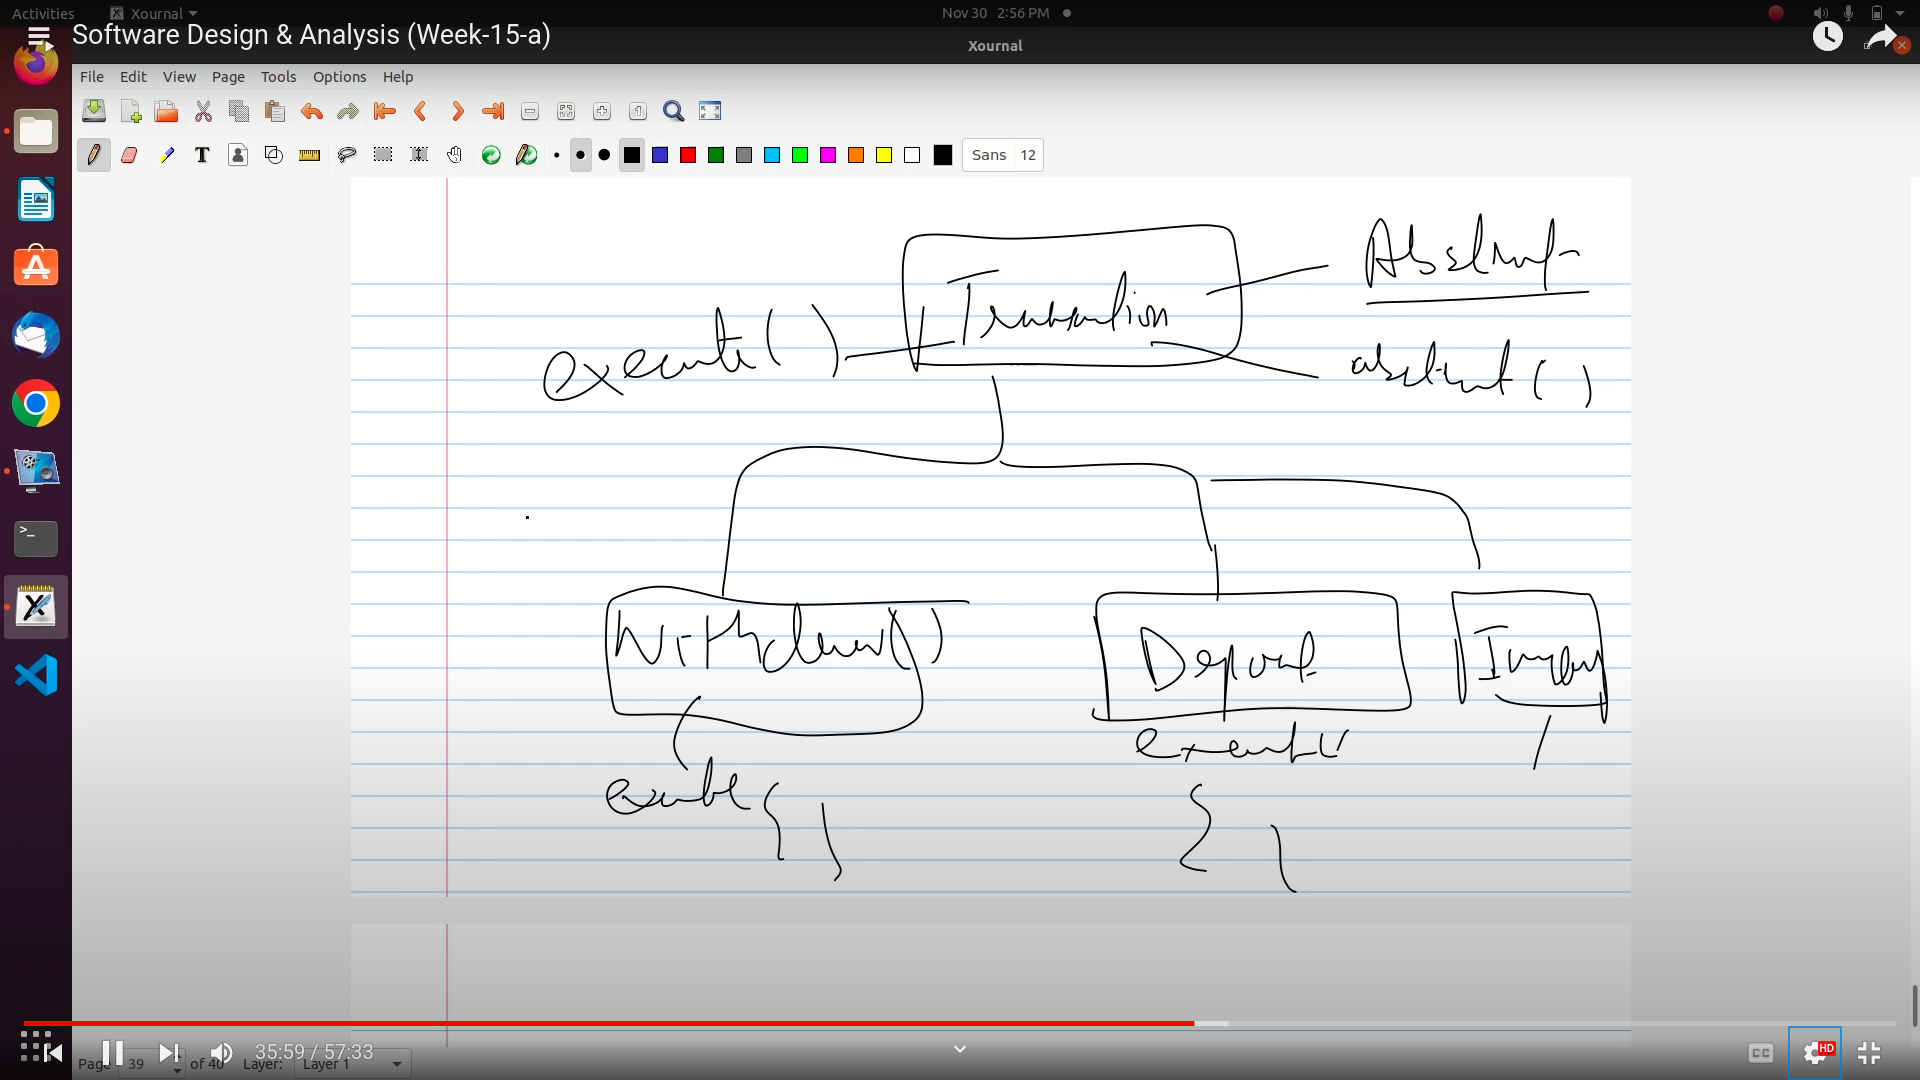 Activities Xournal Nov 30 2:56 PM
Software Design & Analysis (Week-15-a)
Xournal
File Edit View Page Tools Options Help
T Sans 12
Abstract
Transaction
execute( )
abstract( )
Withdraw( )
Deposit
execute
execute
35:59 / 57:33
CC HD
Page 39 of 40 Layer: Layer 1